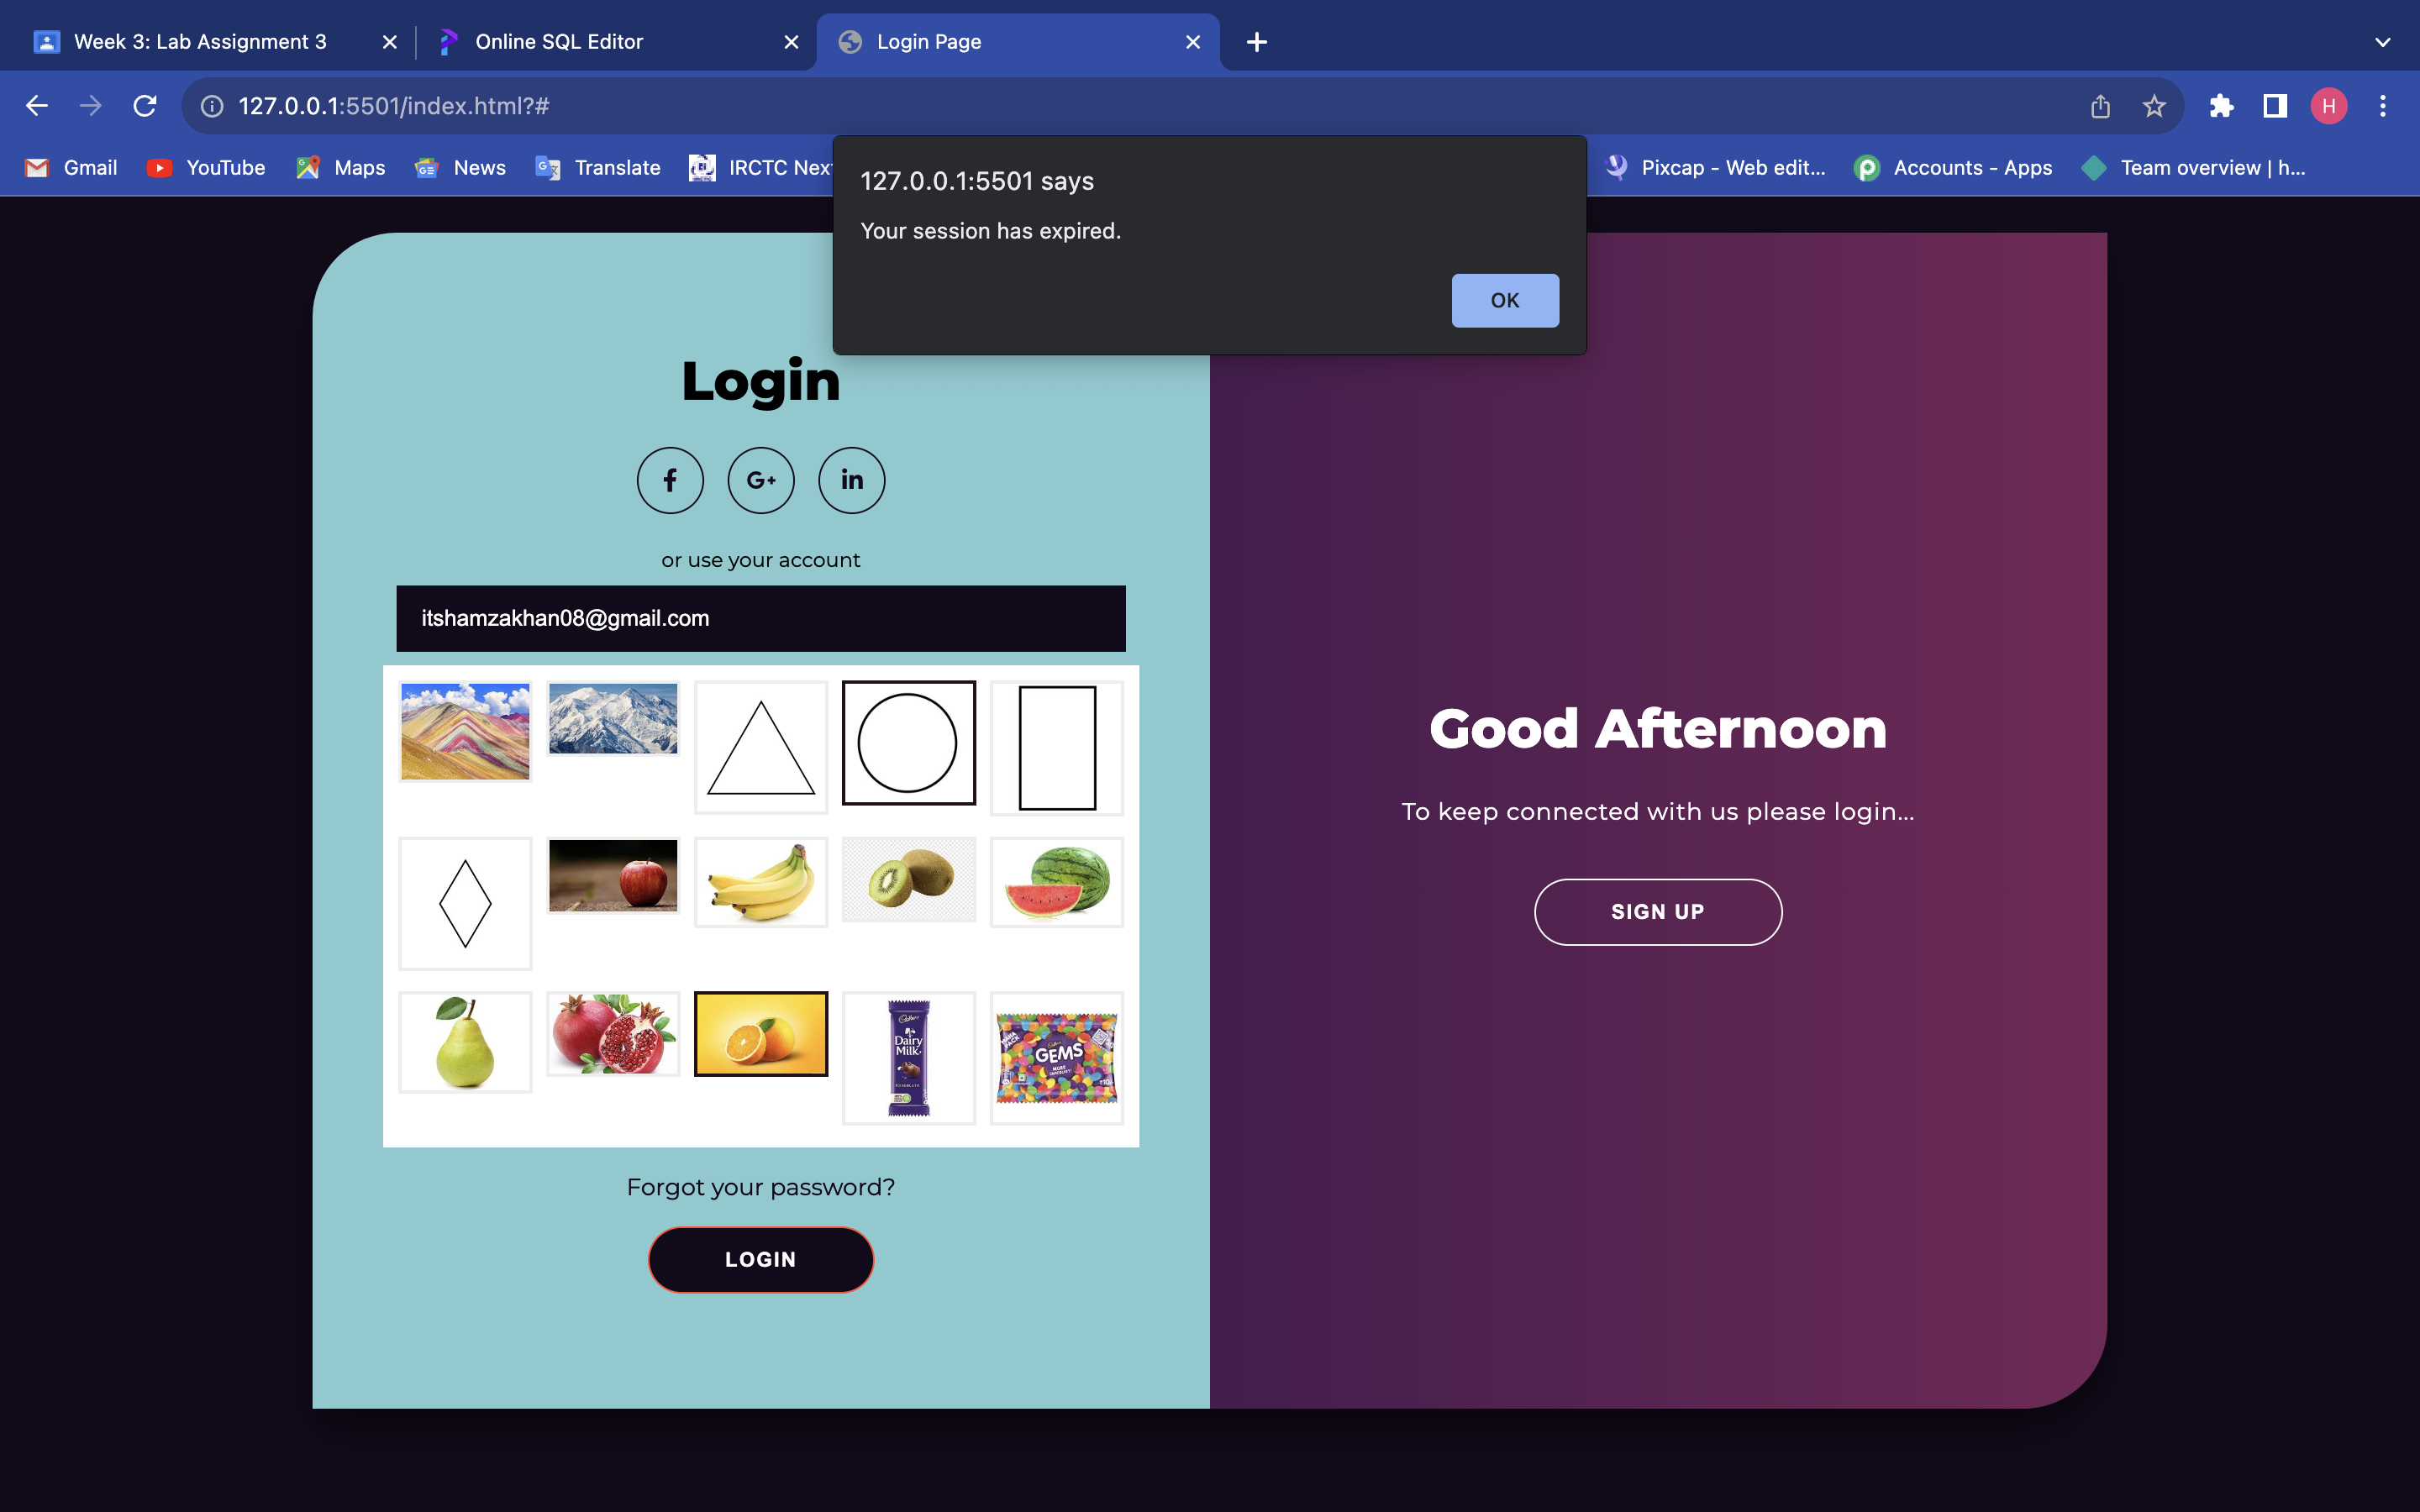 Week 3: Lab Assignment 3
Online SQL Editor
Login Page
127.0.0.1:5501/index.html?#
H
Gmail
YouTube
Maps
News
Translate
IRCTC Nex
Pixcap - Web edit...
Accounts - Apps
Team overview | h...
127.0.0.1:5501 says
Your session has expired.
OK
Login
f
G+
in
or use your account
itshamzakhan08@gmail.com
Cadbury
Dairy
Milk
CHOCOLATE
GEMS
Forgot your password?
LOGIN
Good Afternoon
To keep connected with us please login...
SIGN UP